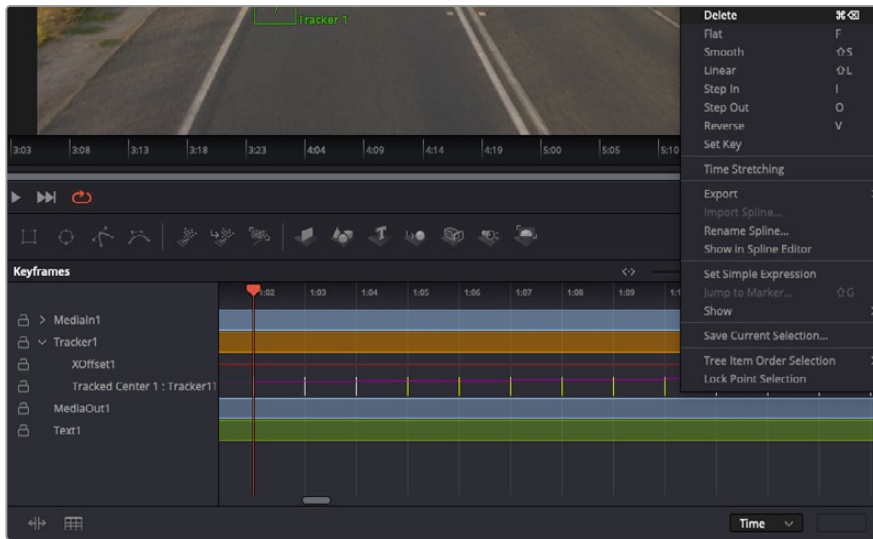 Tracker 1
Delete ⌘⌫
Flat F
Smooth ⇧S
Linear ⇧L
Step In I
Step Out O
Reverse V
Set Key
Time Stretching
Export
Import Spline...
Rename Spline...
Show in Spline Editor
Set Simple Expression
Jump to Marker... ⇧G
Show
Save Current Selection...
Tree Item Order Selection
Lock Point Selection
3:03 3:08 3:13 3:18 3:23 4:04 4:09 4:14 4:19 5:00 5:05 5:10
Keyframes
1:02 1:03 1:04 1:05 1:06 1:07 1:08 1:09
MediaIn1
Tracker1
XOffset1
Tracked Center 1 : Tracker11
MediaOut1
Text1
Time